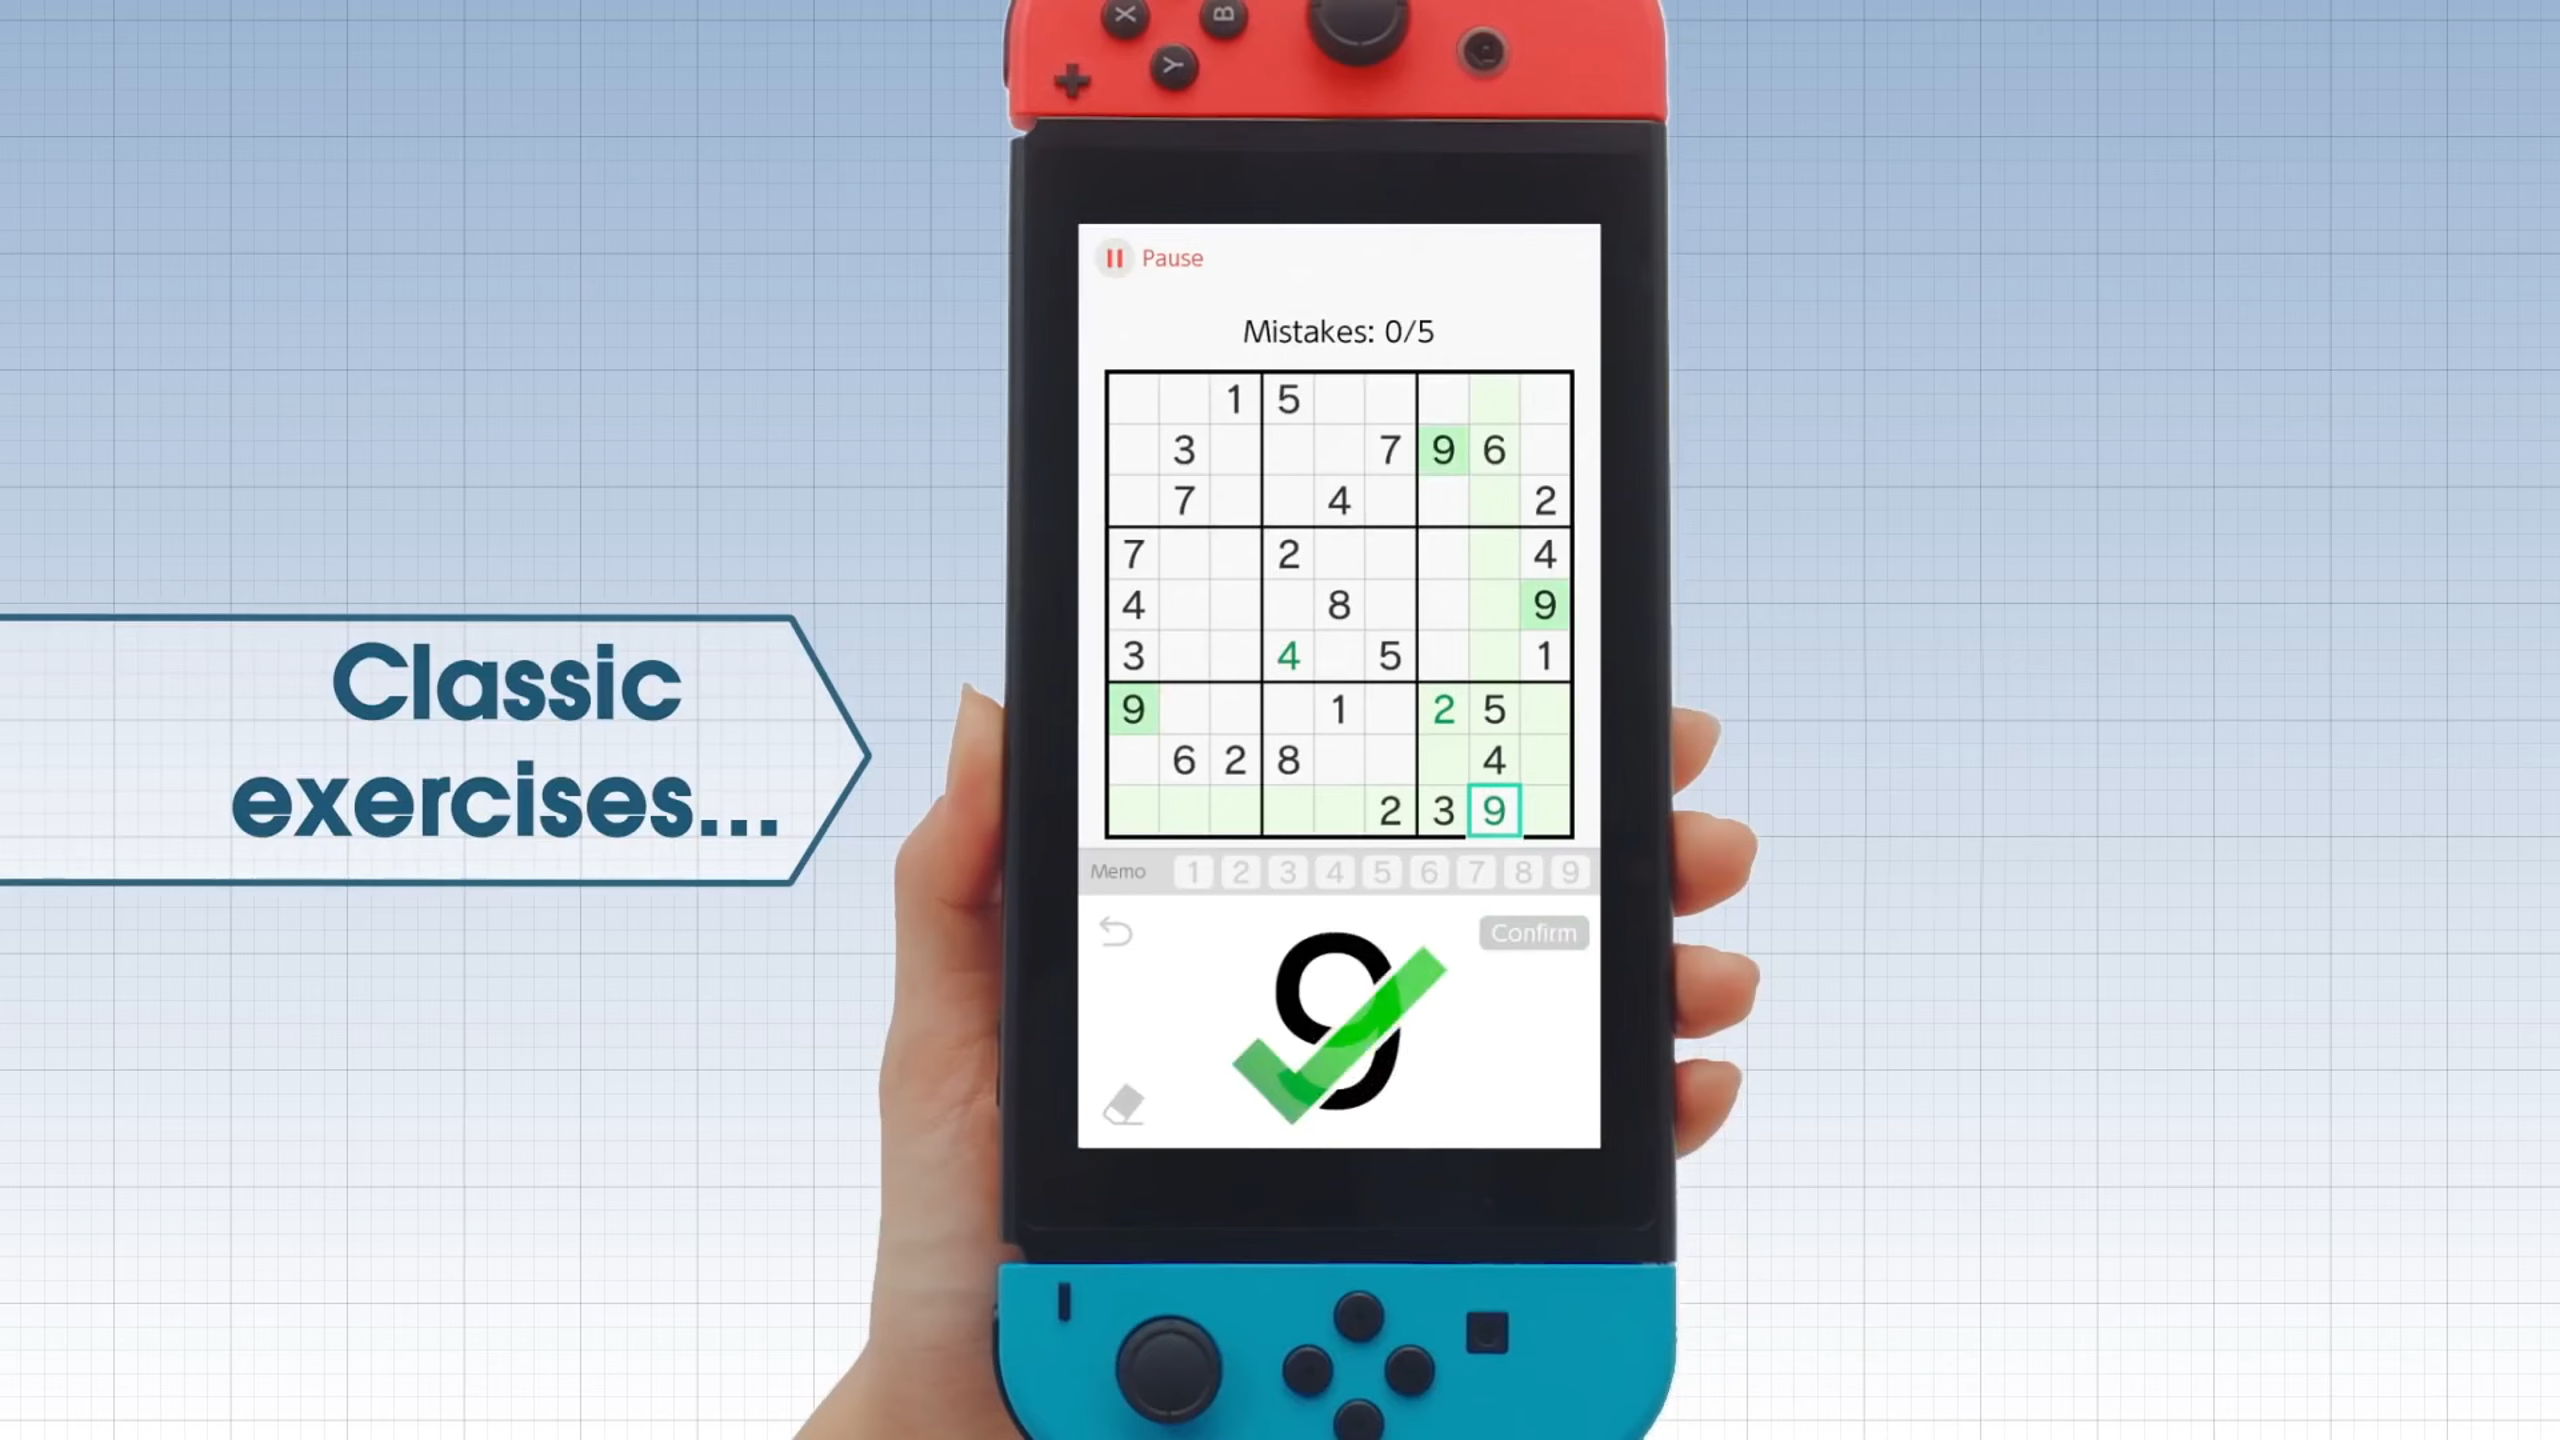 X
B
Y
Pause
Mistakes: 0/5
1 5
3 7 9 6
7 4 2
7 2 4
4 8 9
3 4 5 1
9 1 2 5
6 2 8 4
2 3 9
Memo 1 2 3 4 5 6 7 8 9
Confirm
9
Classic
exercises...